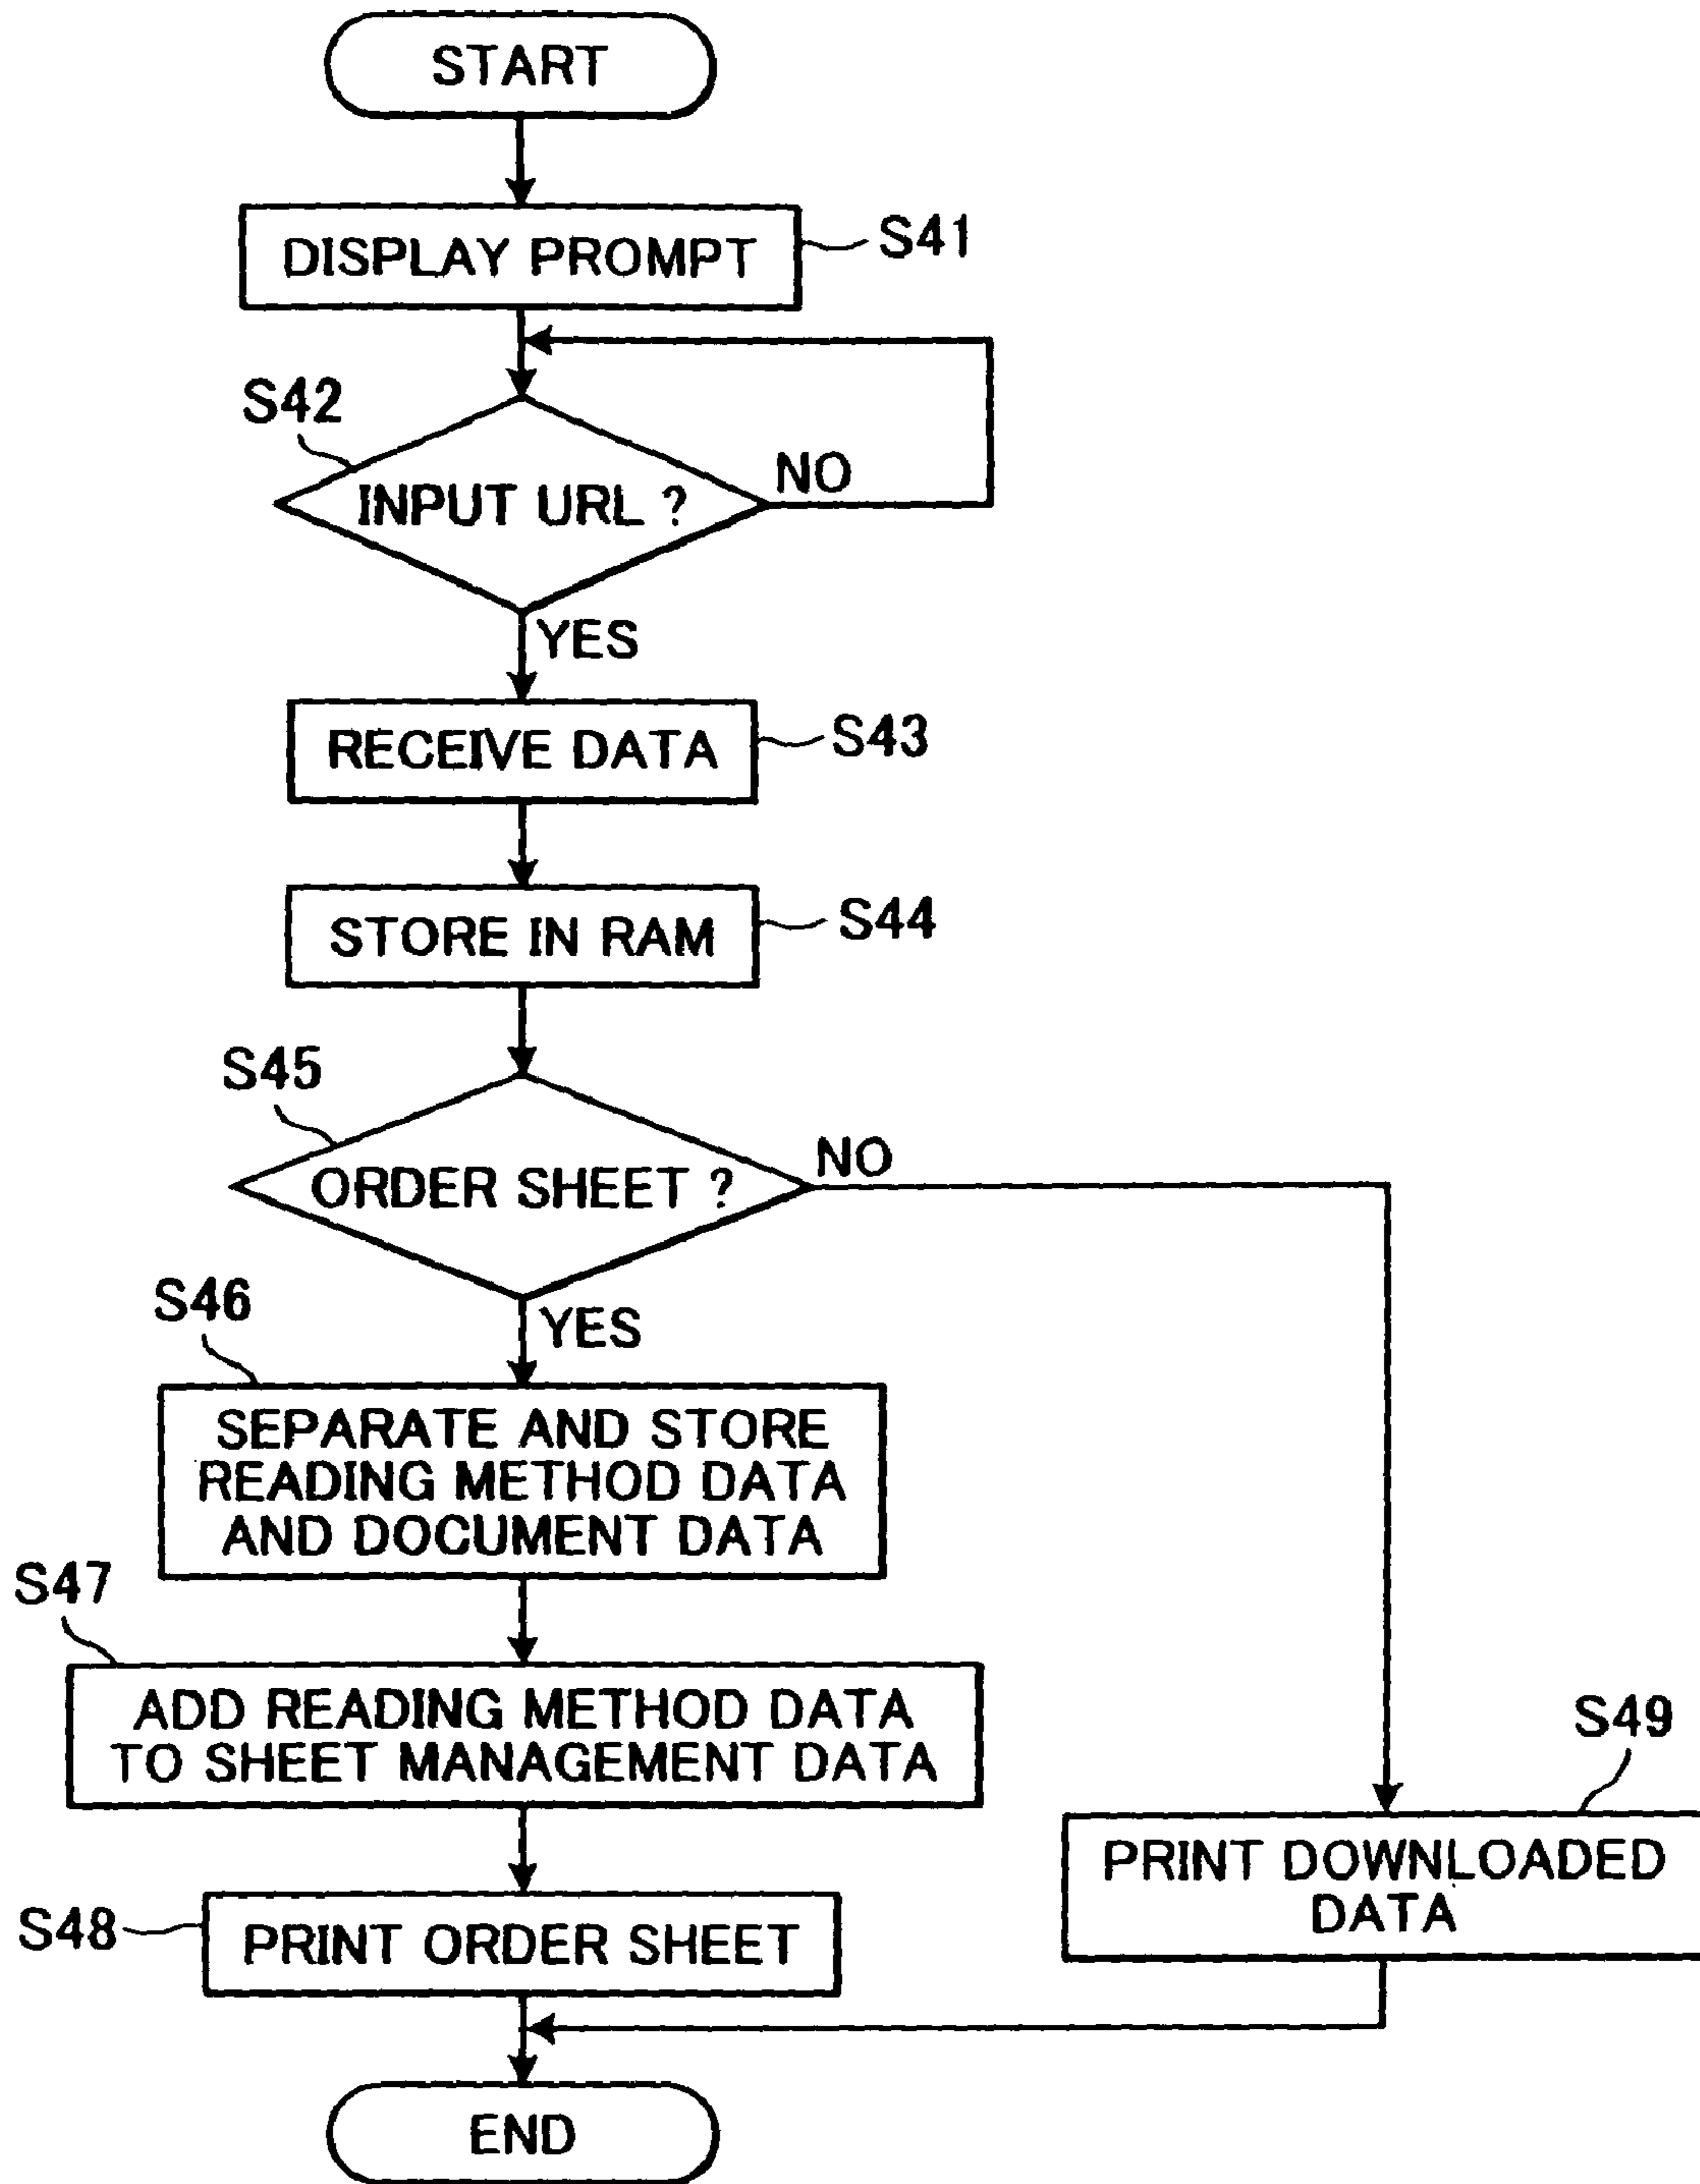 START
DISPLAY PROMPT
S41
S42
INPUT URL ?
NO
YES
RECEIVE DATA
S43
STORE IN RAM
S44
S45
ORDER SHEET ?
NO
YES
S46
SEPARATE AND STORE
READING METHOD DATA
AND DOCUMENT DATA
S47
ADD READING METHOD DATA
TO SHEET MANAGEMENT DATA
S48
PRINT ORDER SHEET
S49
PRINT DOWNLOADED
DATA
END